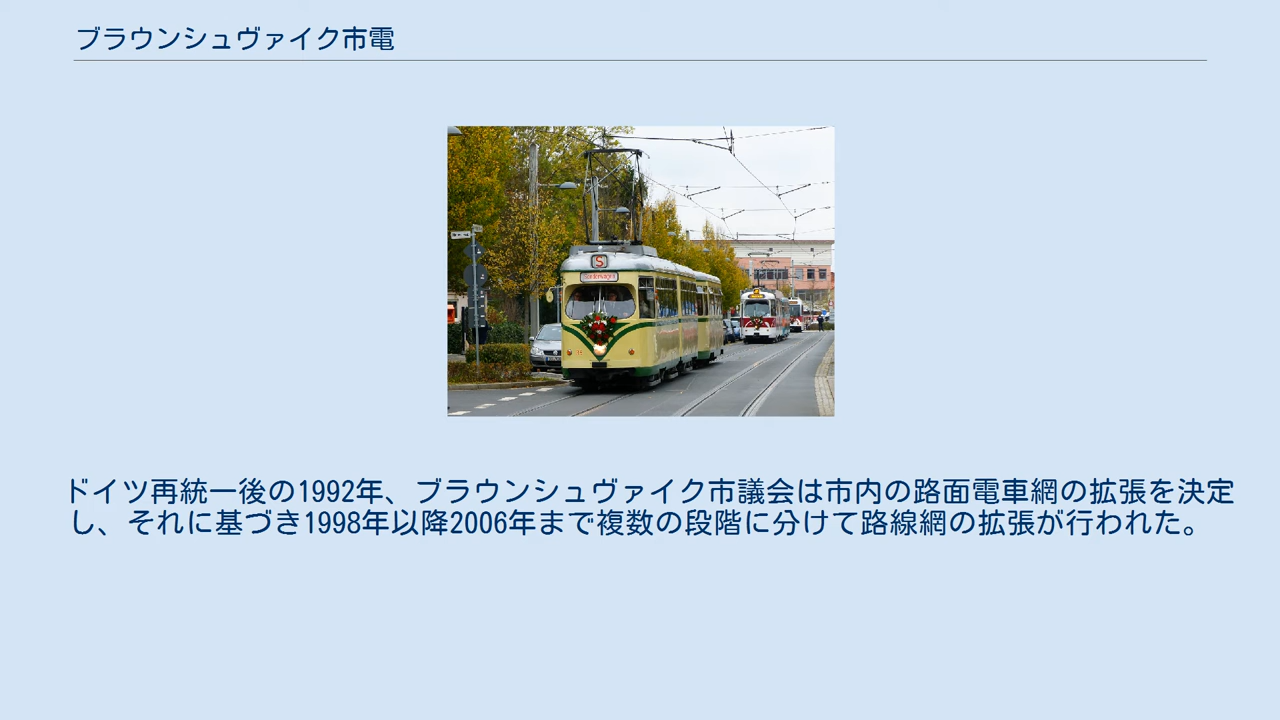 ブラウンシュヴァイク市電
S
Sonderwagen
ドイツ再統一後の1992年、ブラウンシュヴァイク市議会は市内の路面電車網の拡張を決定
し、それに基づき1998年以降2006年まで複数の段階に分けて路線網の拡張が行われた。